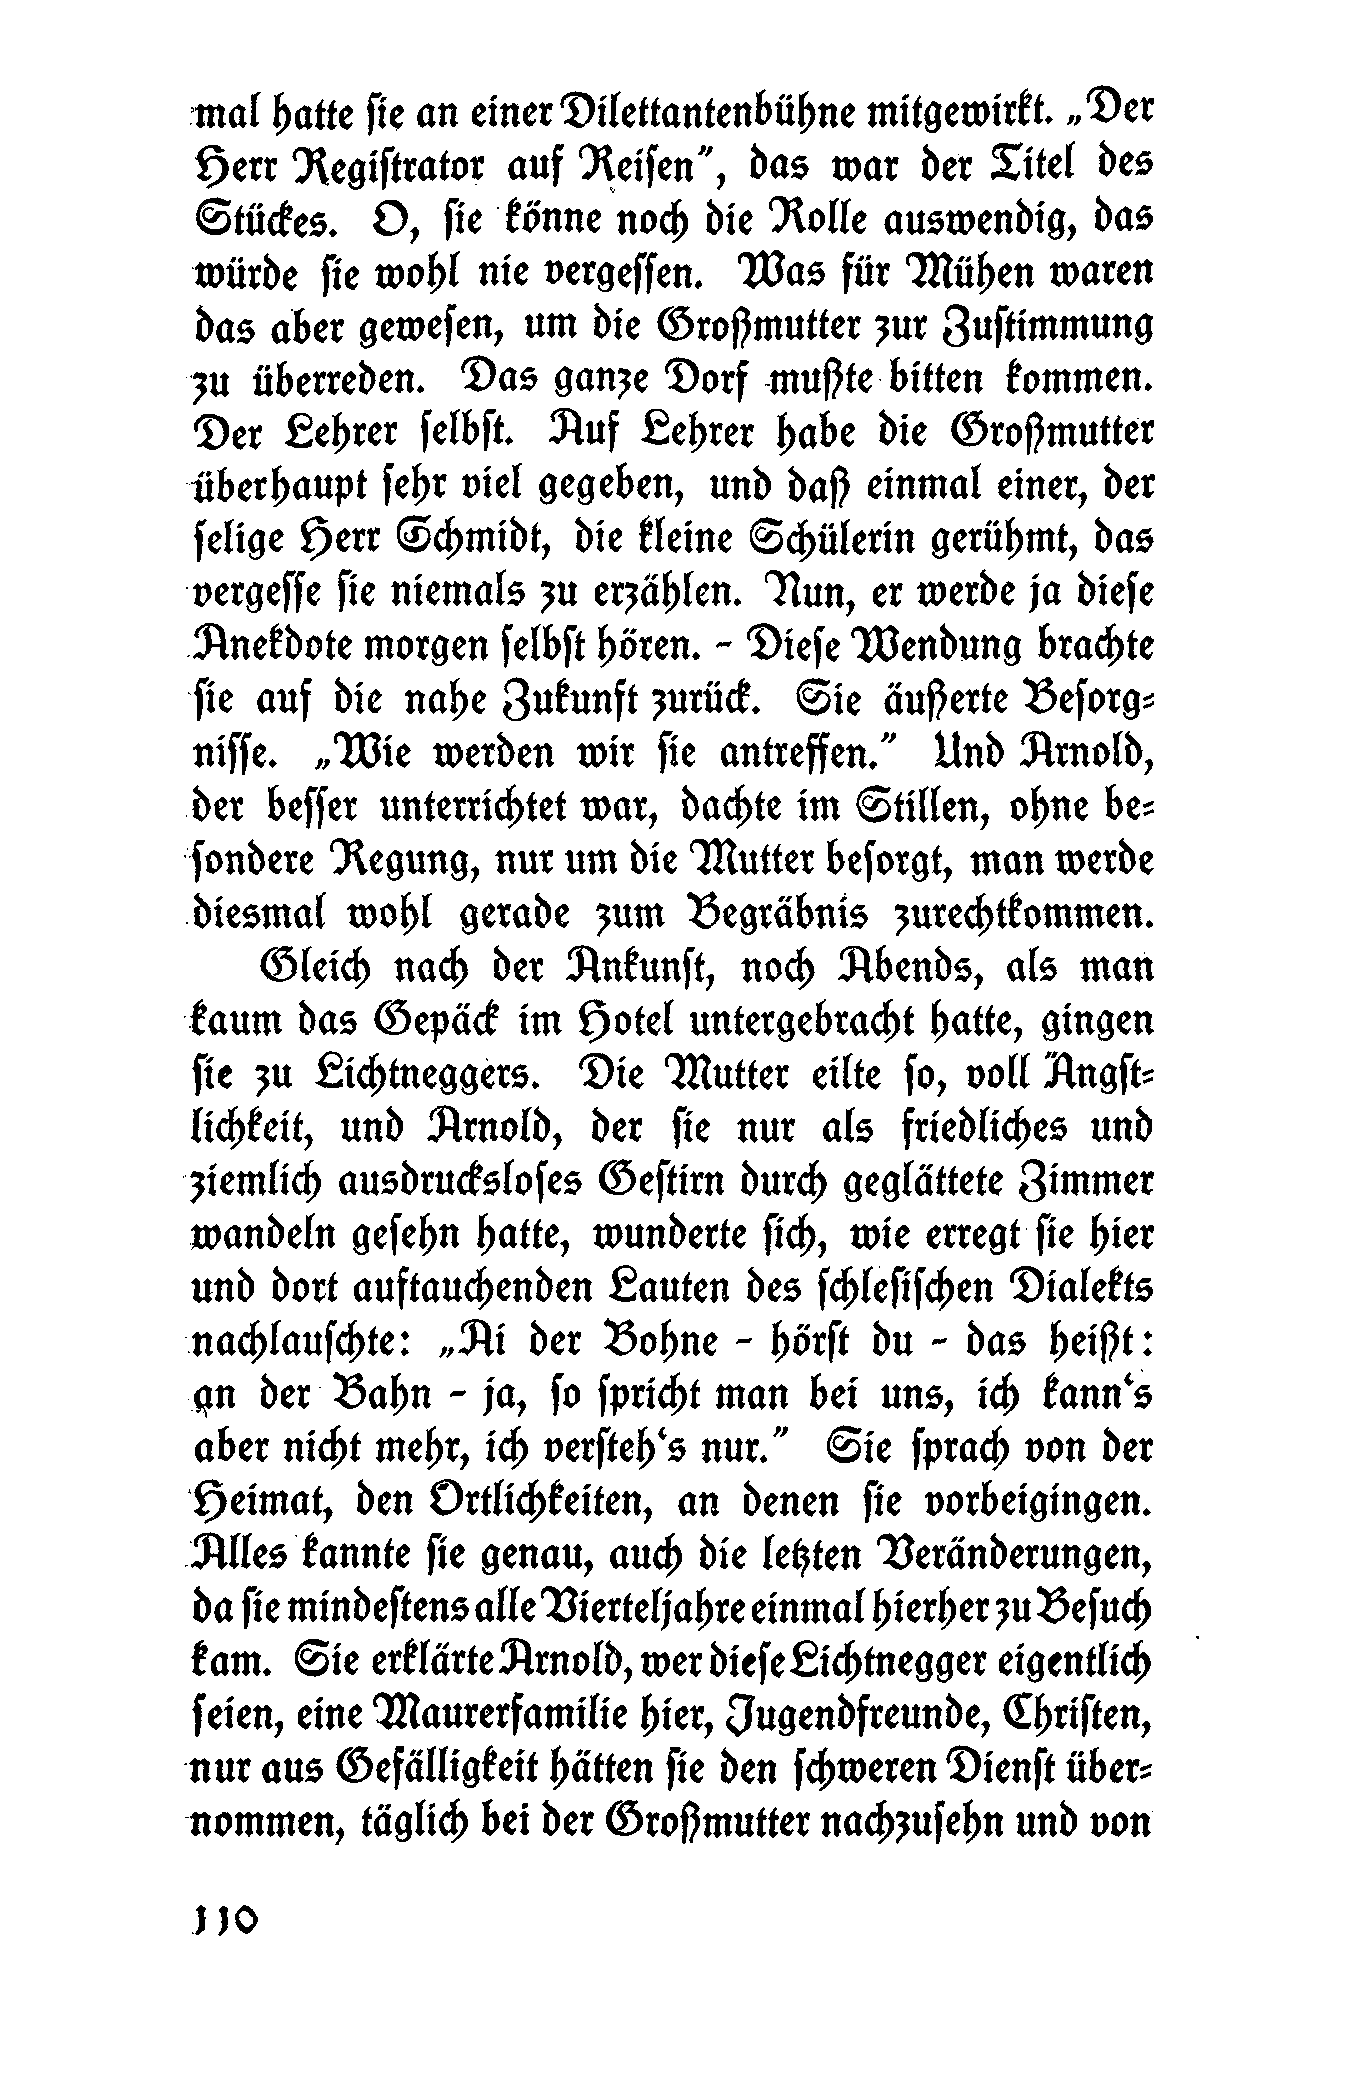 mal hatte sie an einer Dilettantenbühne mitgewirkt. „Der
Herr Registrator auf Reisen”, das war der Titel des
Stückes. O, sie könne noch die Rolle auswendig, das
würde sie wohl nie vergessen. Was für Mühen waren
das aber gewesen, um die Großmutter zur Zustimmung
zu überreden. Das ganze Dorf mußte bitten kommen.
Der Lehrer selbst. Auf Lehrer habe die Großmutter
überhaupt sehr viel gegeben, und daß einmal einer, der
selige Herr Schmidt, die kleine Schülerin gerühmt, das
vergesse sie niemals zu erzählen. Nun, er werde ja diese
Anekdote morgen selbst hören. – Diese Wendung brachte
sie auf die nahe Zukunft zurück. Sie äußerte Besorg-
nisse. „Wie werden wir sie antreffen.” Und Arnold,
der besser unterrichtet war, dachte im Stillen, ohne be-
sondere Regung, nur um die Mutter besorgt, man werde
diesmal wohl gerade zum Begräbnis zurechtkommen.
Gleich nach der Ankunft, noch Abends, als man
kaum das Gepäck im Hotel untergebracht hatte, gingen
sie zu Lichtneggers. Die Mutter eilte so, voll Ängst-
lichkeit, und Arnold, der sie nur als friedliches und
ziemlich ausdrucksloses Gestirn durch geglättete Zimmer
wandeln gesehn hatte, wunderte sich, wie erregt sie hier
und dort auftauchenden Lauten des schlesischen Dialekts
nachlauschte: „Ai der Bohne – hörst du – das heißt:
an der Bahn – ja, so spricht man bei uns, ich kann‘s
aber nicht mehr, ich versteh‘s nur.” Sie sprach von der
Heimat, den Örtlichkeiten, an denen sie vorbeigingen.
Alles kannte sie genau, auch die letzten Veränderungen,
da sie mindestens alle Vierteljahre einmal hierher zu Besuch
kam. Sie erklärte Arnold, wer diese Lichtnegger eigentlich
seien, eine Maurerfamilie hier, Jugendfreunde, Christen,
nur aus Gefälligkeit hätten sie den schweren Dienst über-
nommen, täglich bei der Großmutter nachzusehn und von
110